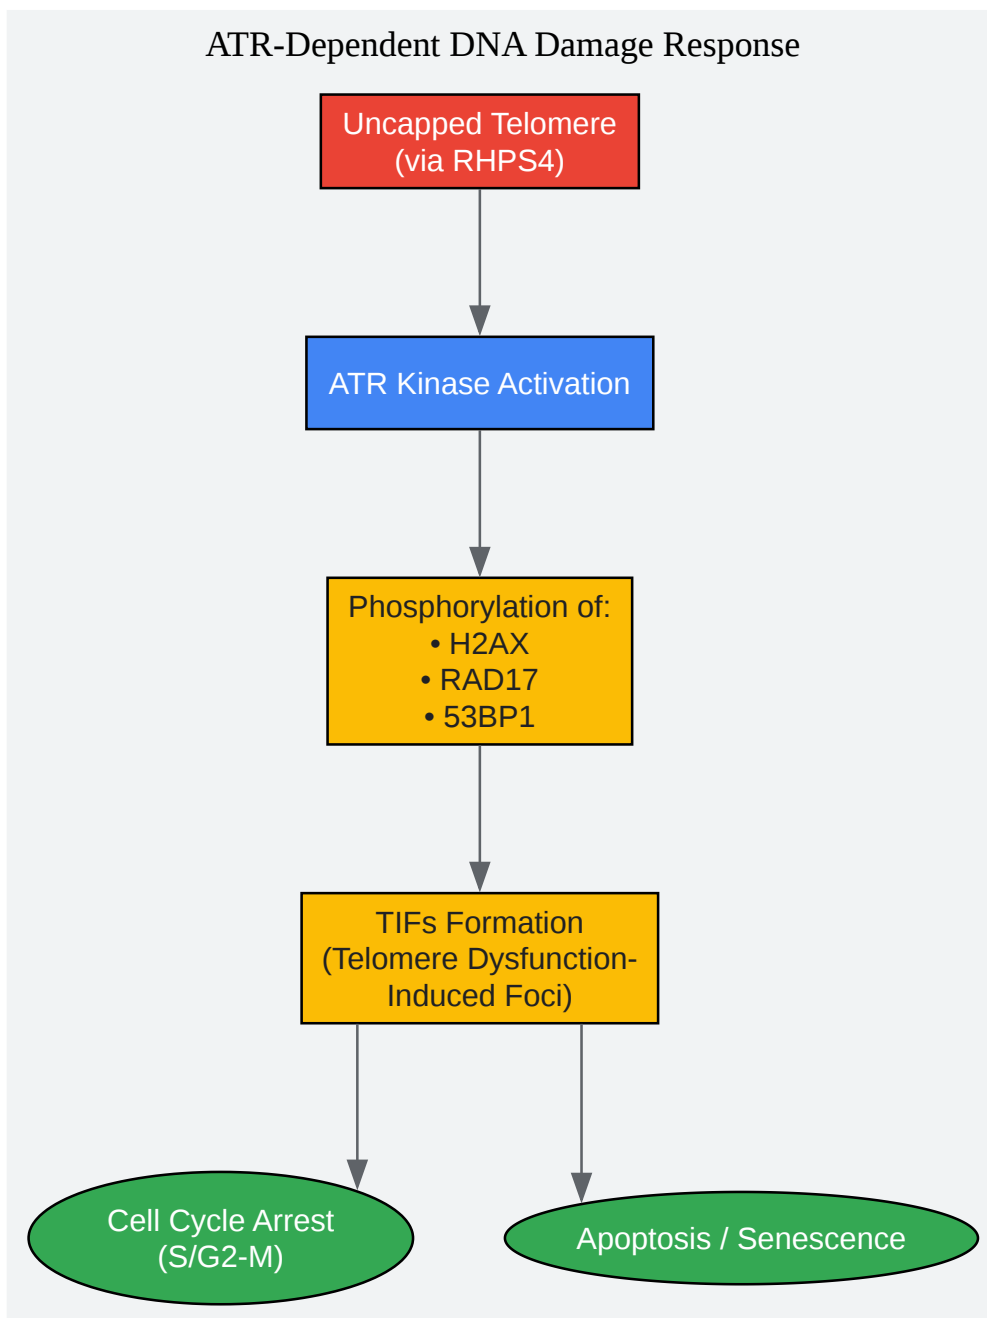 ATR-Dependent DNA Damage Response
Uncapped Telomere
(via RHPS4)
ATR Kinase Activation
Phosphorylation of:
• H2AX
• RAD17
• 53BP1
TIFs Formation
(Telomere Dysfunction-
Induced Foci)
Cell Cycle Arrest
(S/G2-M)
Apoptosis / Senescence